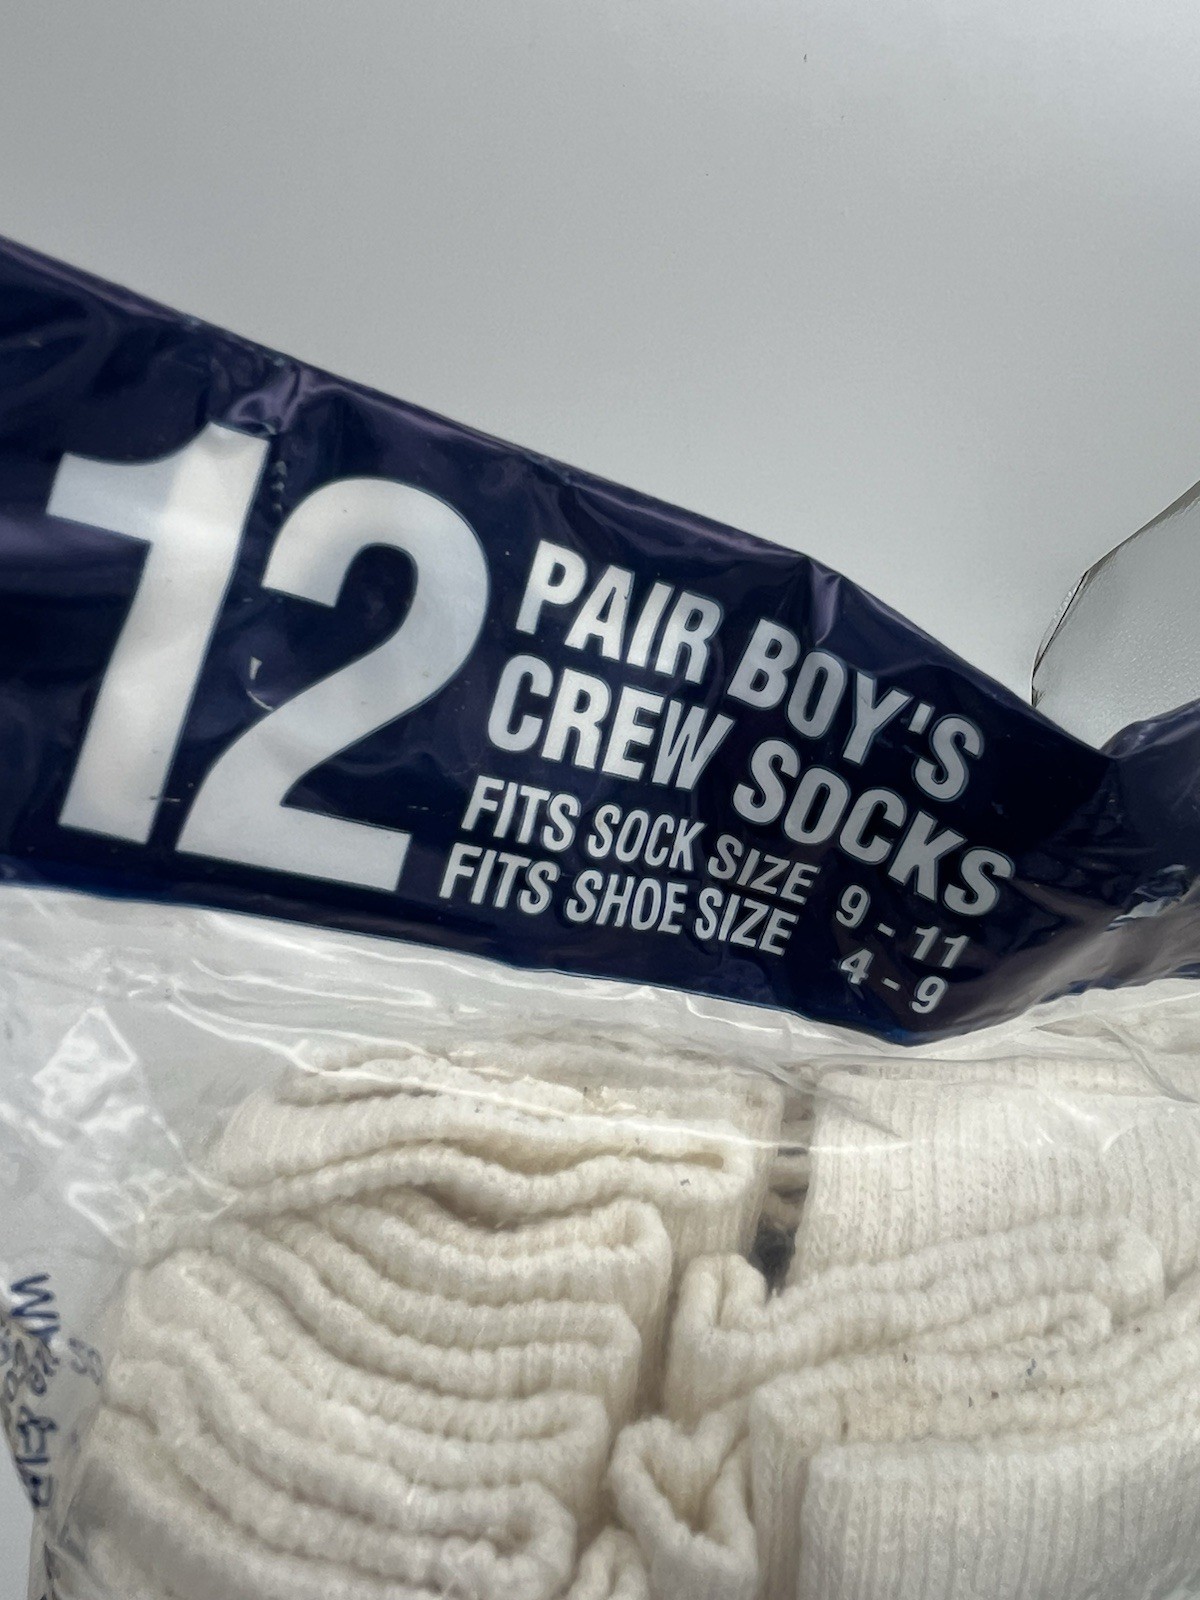 12
PAIR BOY'S
CREW SOCKS
FITS SOCK SIZE 9 - 11
FITS SHOE SIZE 4 - 9